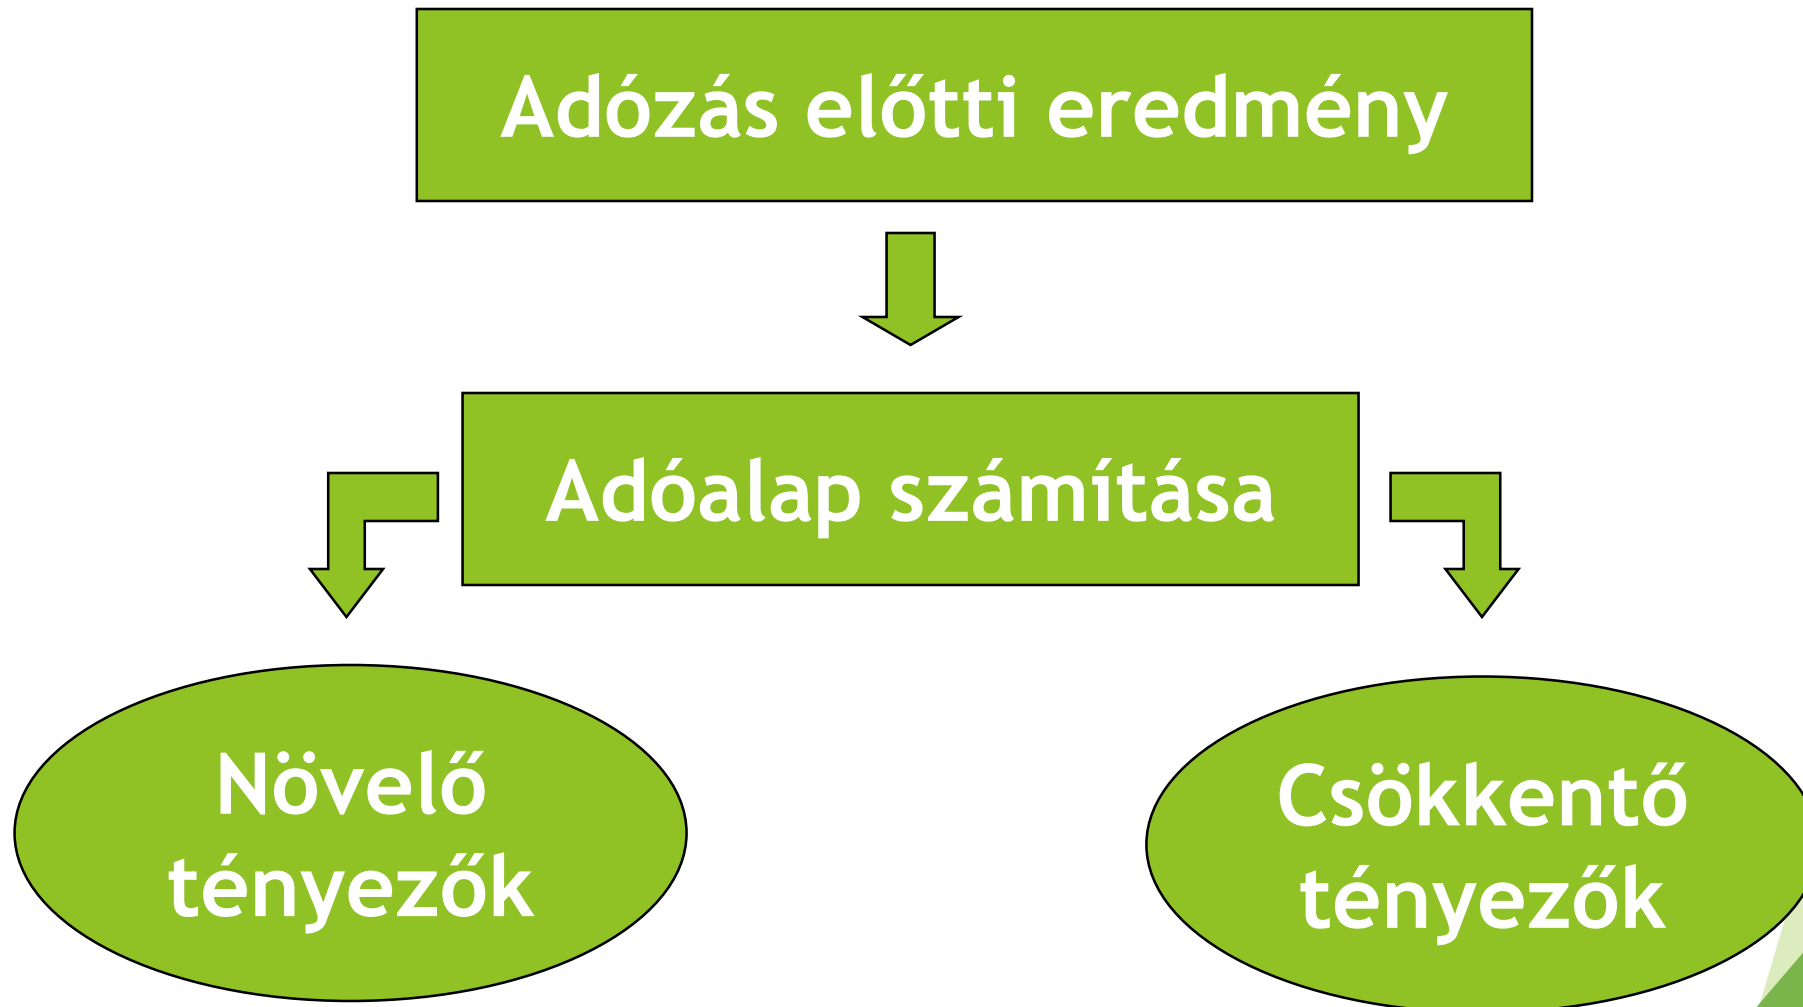 Adózás előtti eredmény
Adóalap számítása
Növelő
tényezők
Csökkentő
tényezők